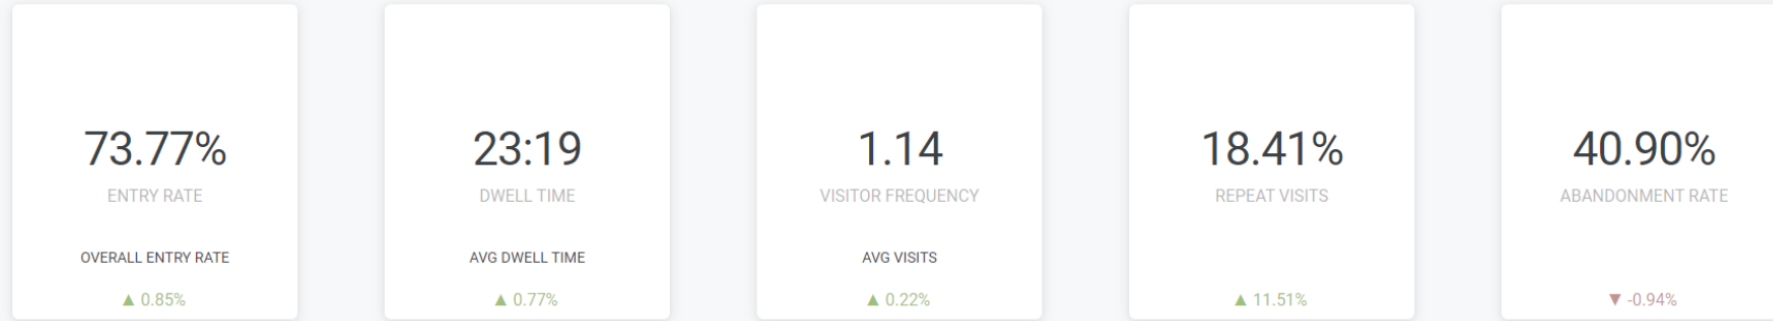 73.77%
ENTRY RATE
OVERALL ENTRY RATE
▲ 0.85%
23:19
DWELL TIME
AVG DWELL TIME
▲ 0.77%
1.14
VISITOR FREQUENCY
AVG VISITS
▲ 0.22%
18.41%
REPEAT VISITS
▲ 11.51%
40.90%
ABANDONMENT RATE
▼ -0.94%